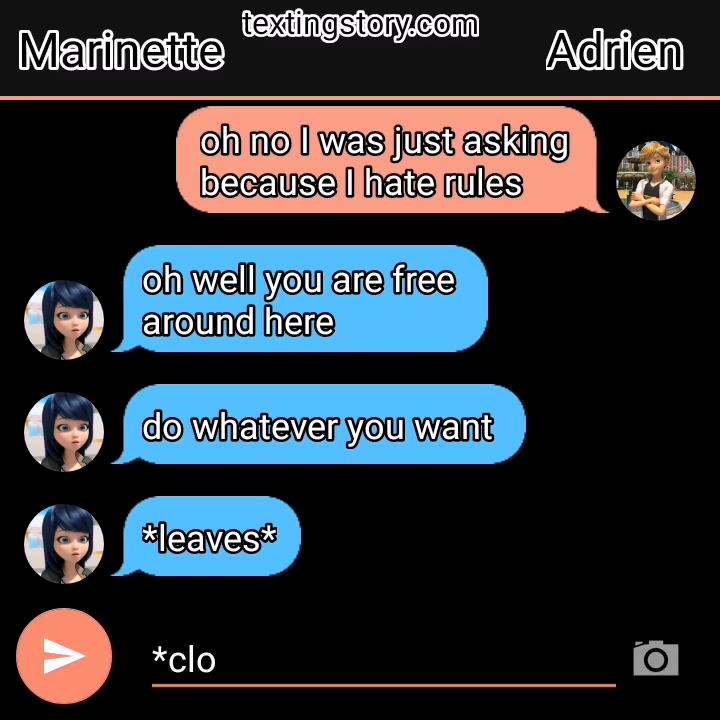 textingstory.com
Marinette
Adrien
oh no I was just asking
because I hate rules
oh well you are free
around here
do whatever you want
*leaves*
*clo